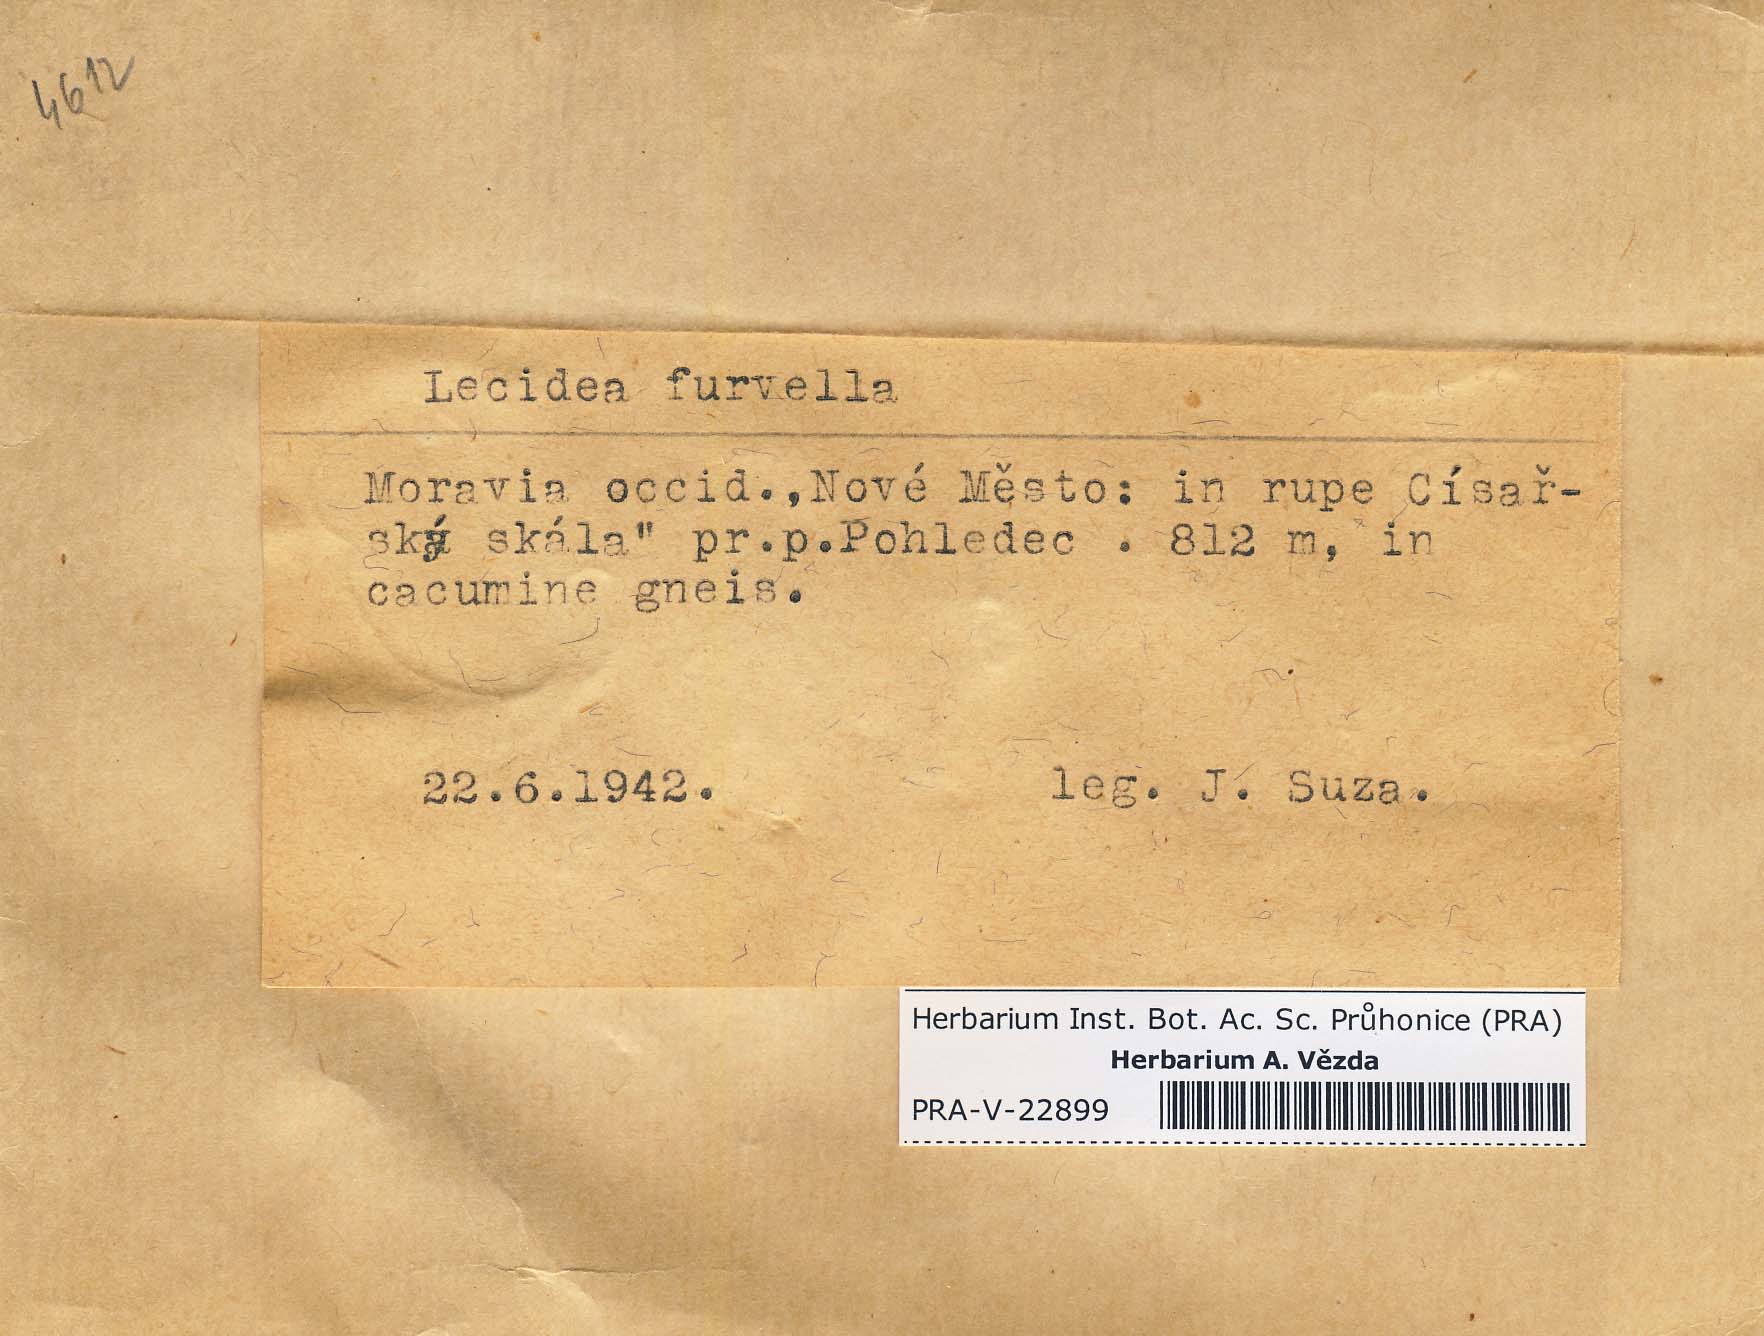 4612
Lecidea furvella
Moravia occid.,Nové Město: in rupe Císař-
ská skála" pr.p.Pohledec . 812 m, in
cacumine gneis.
22.6.1942. leg. J. Suza.
Herbarium Inst. Bot. Ac. Sc. Průhonice (PRA)
Herbarium A. Vězda
PRA-V-22899